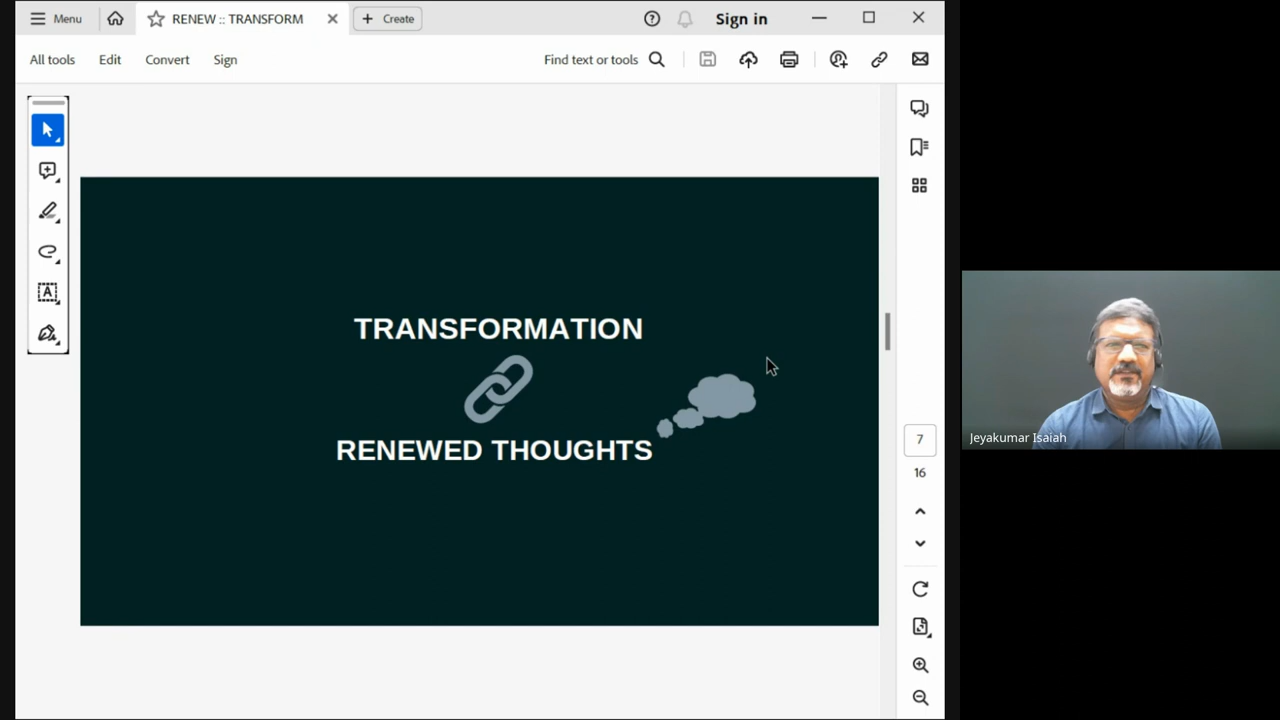 Menu
RENEW :: TRANSFORM
Create
Sign in
All tools
Edit
Convert
Sign
Find text or tools
TRANSFORMATION
RENEWED THOUGHTS
7
16
Jeyakumar Isaiah